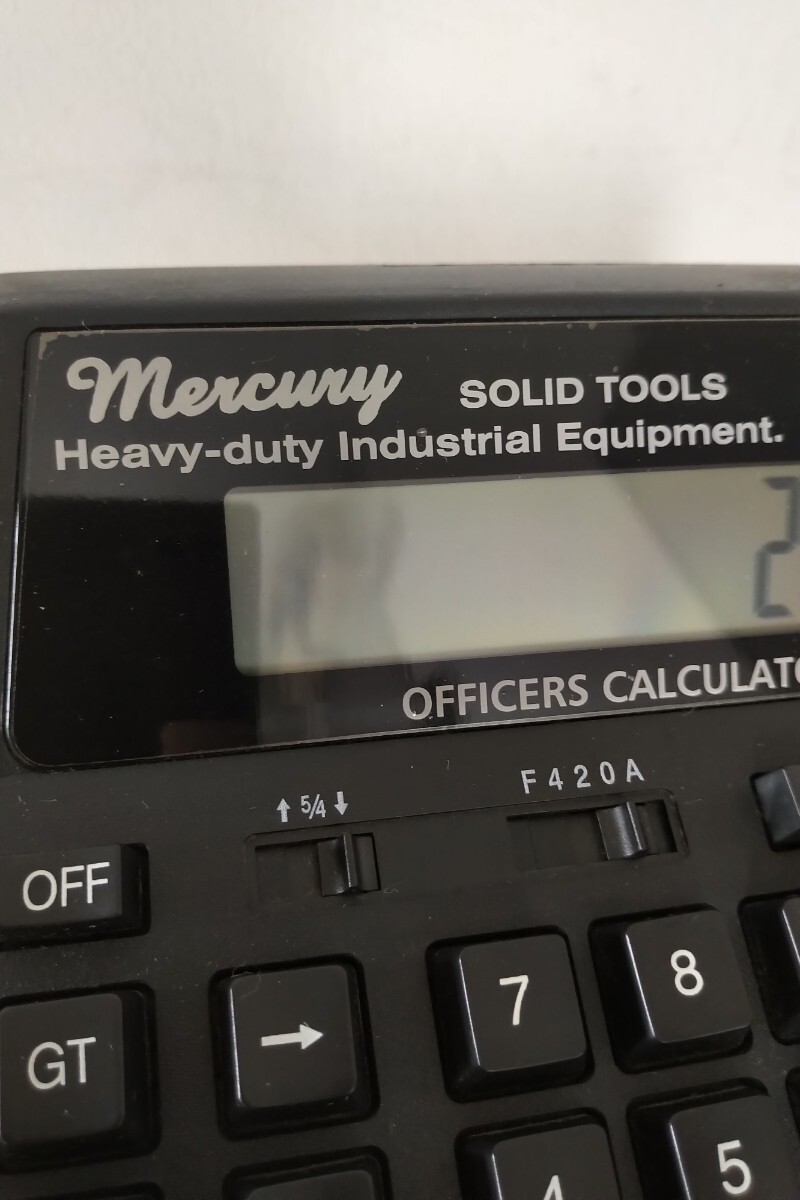 Mercury SOLID TOOLS
Heavy-duty Industrial Equipment.
2
OFFICERS CALCULATO
↑ 5/4 ↓ F 4 2 0 A
OFF
GT → 7 8
4 5